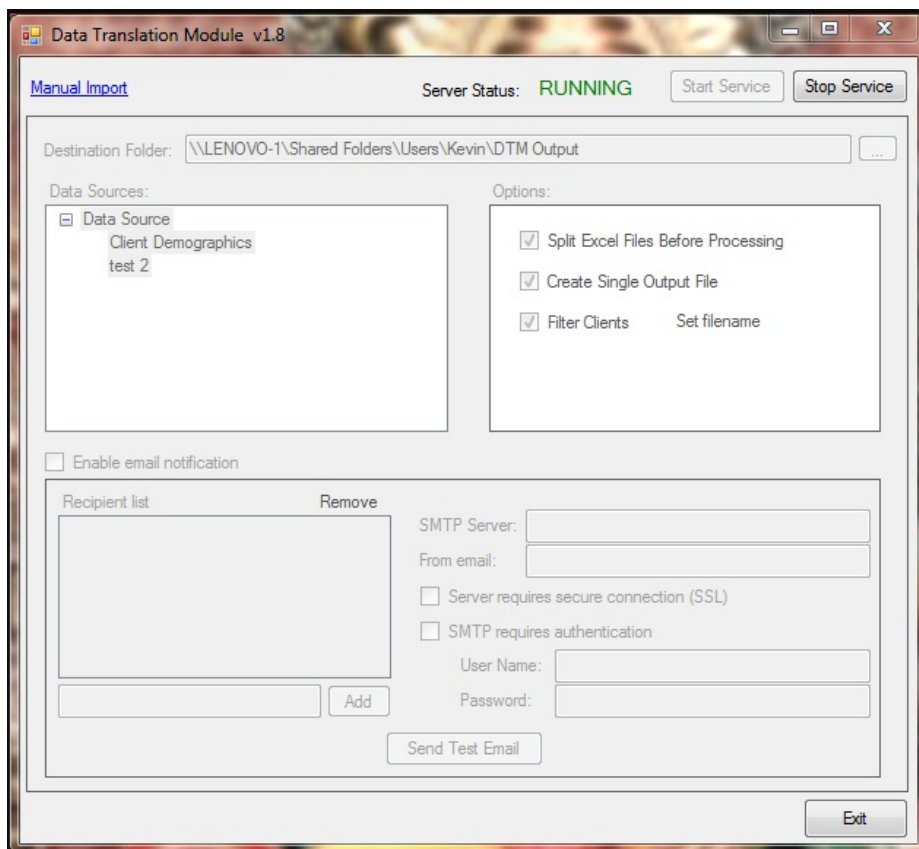 Data Translation Module v1.8
Manual Import Server Status: RUNNING Start Service Stop Service
Destination Folder: \\LENOVO-1\Shared Folders\Users\Kevin\DTM Output ...
Data Sources:
Data Source
Client Demographics
test 2
Options:
Split Excel Files Before Processing
Create Single Output File
Filter Clients Set filename
Enable email notification
Recipient list Remove
Add
SMTP Server:
From email:
Server requires secure connection (SSL)
SMTP requires authentication
User Name:
Password:
Send Test Email
Exit